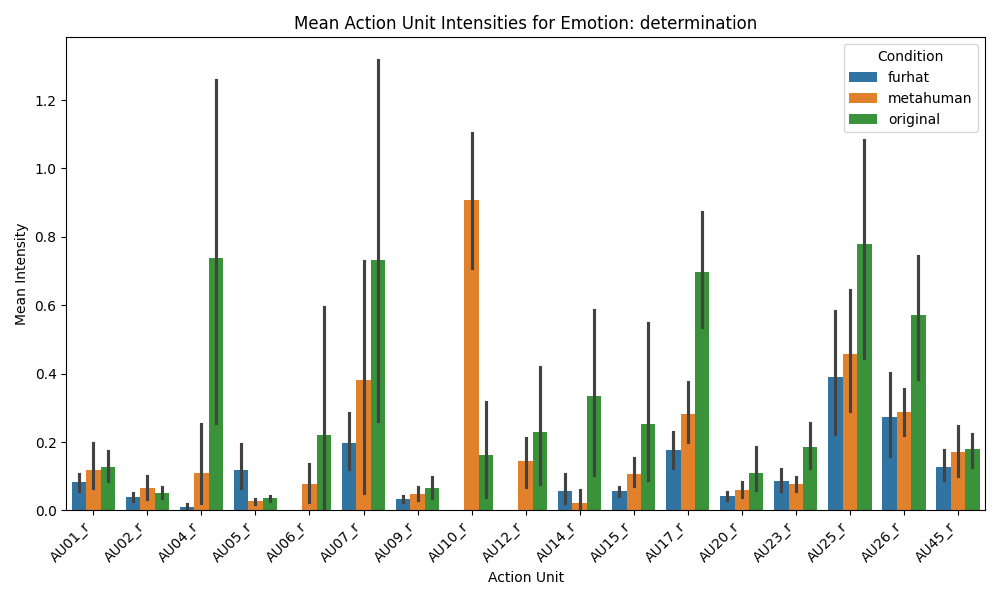 Mean Action Unit Intensities for Emotion: determination
Condition
furhat
metahuman
original
Mean Intensity
1.2
1.0
0.8
0.6
0.4
0.2
0.0
AU01_r
AU02_r
AU04_r
AU05_r
AU06_r
AU07_r
AU09_r
AU10_r
AU12_r
AU14_r
AU15_r
AU17_r
AU20_r
AU23_r
AU25_r
AU26_r
AU45_r
Action Unit